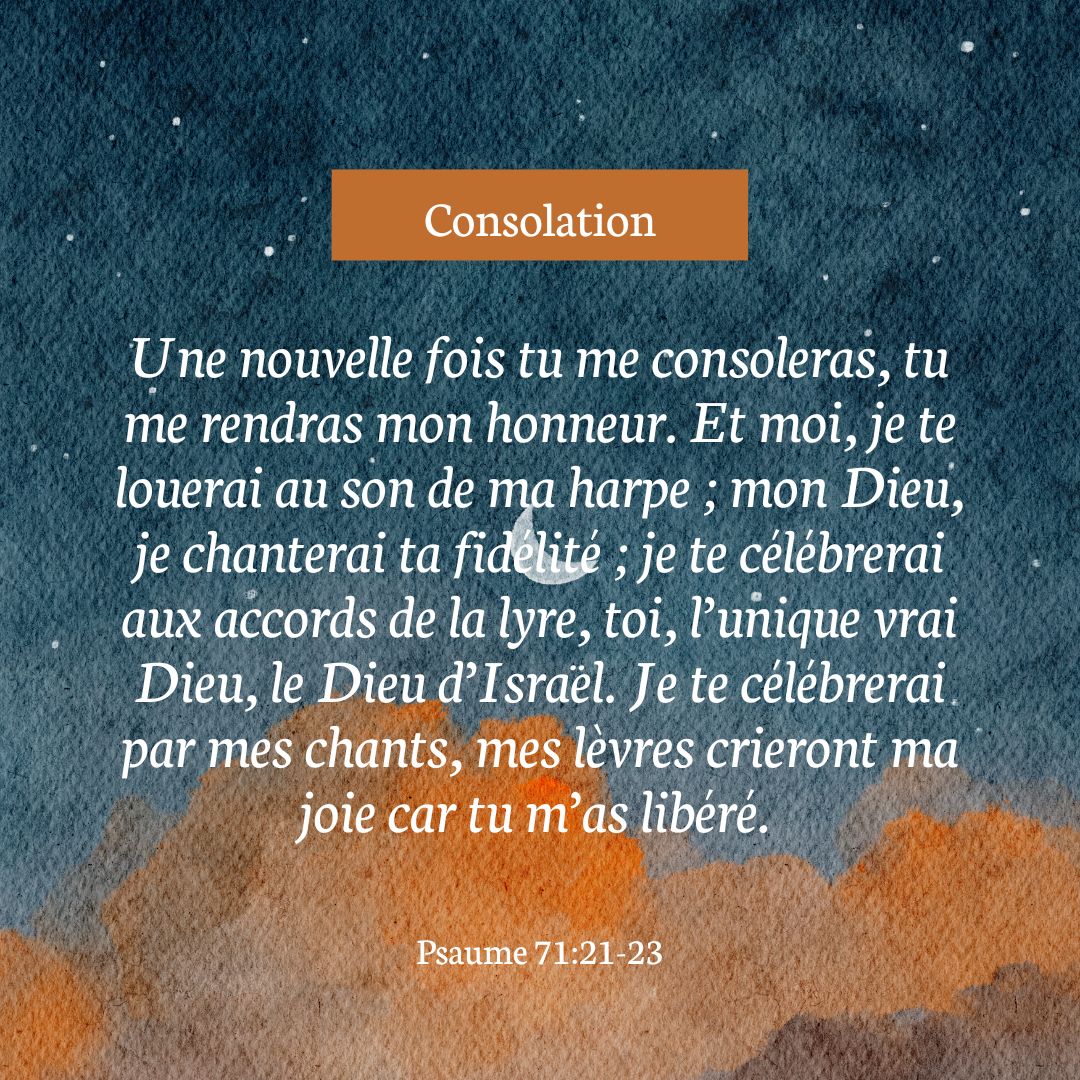 Consolation
Une nouvelle fois tu me consoleras, tu
me rendras mon honneur. Et moi, je te
louerai au son de ma harpe ; mon Dieu,
je chanterai ta fidélité ; je te célébrerai
aux accords de la lyre, toi, l’unique vrai
Dieu, le Dieu d’Israël. Je te célébrerai
par mes chants, mes lèvres crieront ma
joie car tu m’as libéré.
Psaume 71:21-23